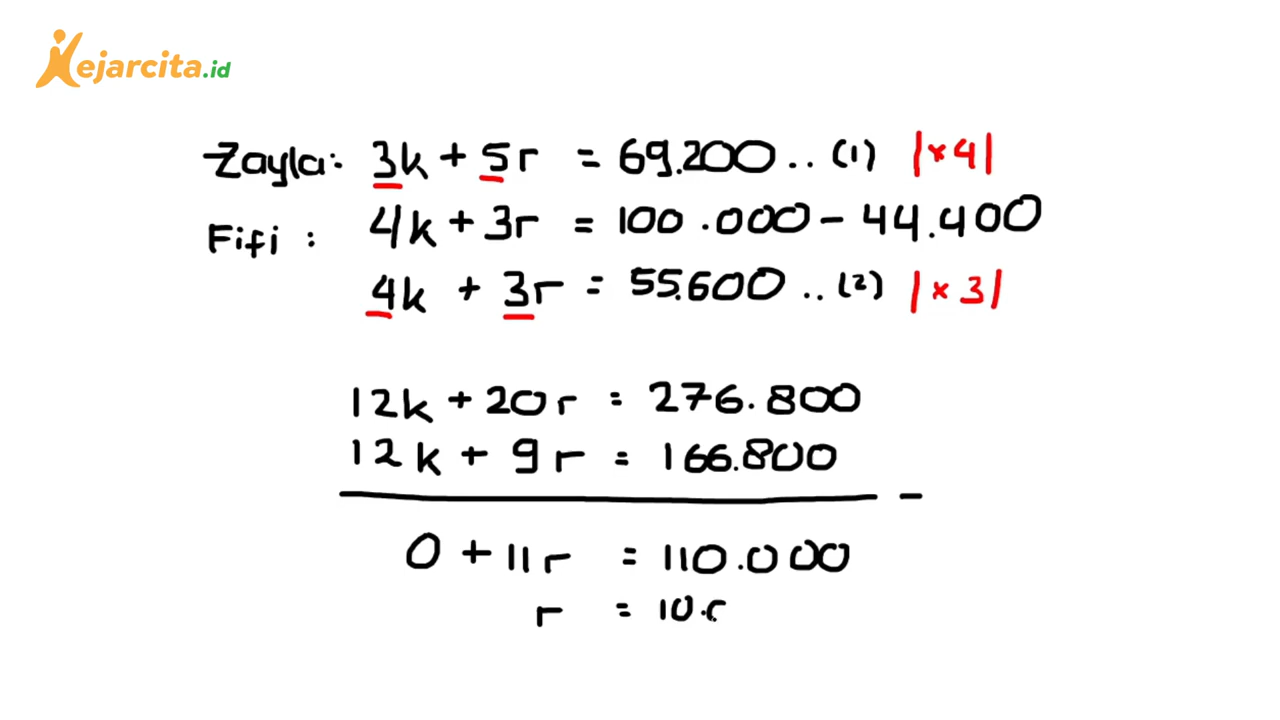 Kejarcita.id
Zayla: 3k + 5r = 69.200 .. (1) |×4|
Fifi : 4k + 3r = 100.000 - 44.400
4k + 3r = 55.600 .. (2) |×3|
12k + 20r = 276.800
12k + 9r = 166.800
-
0 + 11r = 110.000
r = 10.